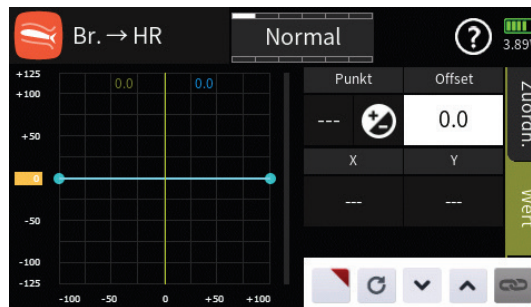 Br. → HR
Normal
?
3.89
+125
+100
+50
0
-50
-100
-125
0.0 0.0
-100 -50 0 +50 +100
Punkt Offset
--- 0.0
X Y
--- ---
Zuordn.
Wert